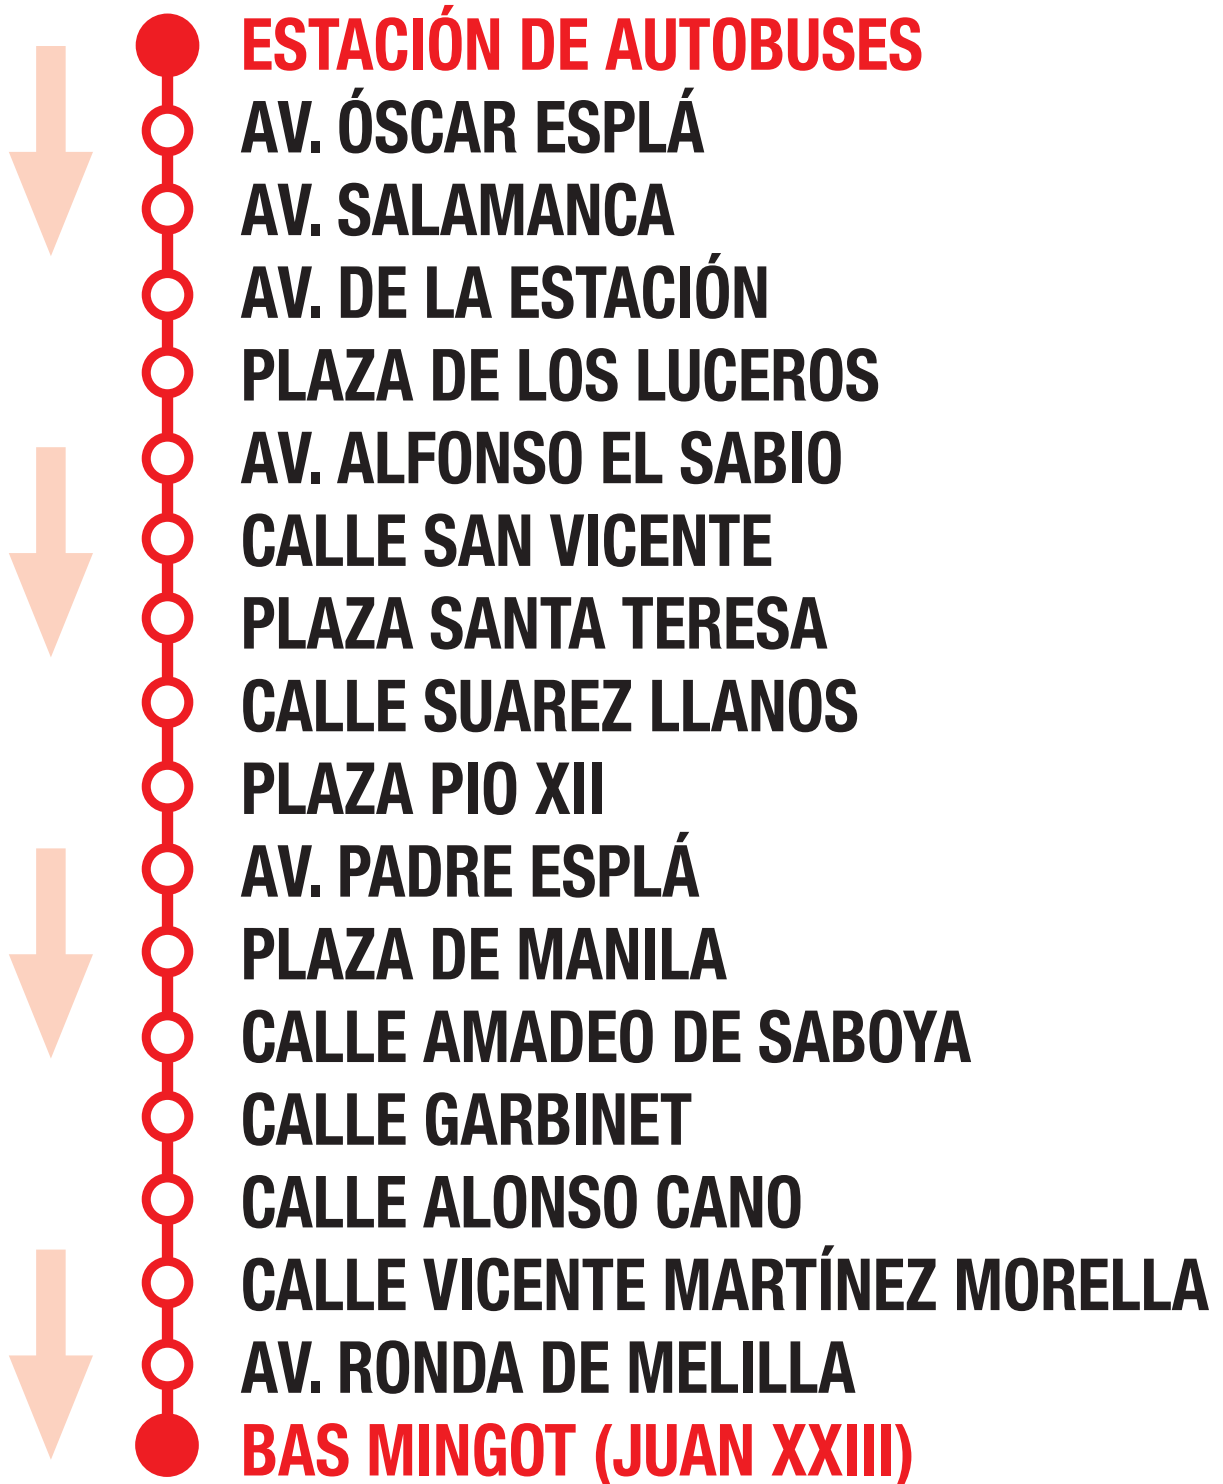 ESTACIÓN DE AUTOBUSES
AV. ÓSCAR ESPLÁ
AV. SALAMANCA
AV. DE LA ESTACIÓN
PLAZA DE LOS LUCEROS
AV. ALFONSO EL SABIO
CALLE SAN VICENTE
PLAZA SANTA TERESA
CALLE SUAREZ LLANOS
PLAZA PIO XII
AV. PADRE ESPLÁ
PLAZA DE MANILA
CALLE AMADEO DE SABOYA
CALLE GARBINET
CALLE ALONSO CANO
CALLE VICENTE MARTÍNEZ MORELLA
AV. RONDA DE MELILLA
BAS MINGOT (JUAN XXIII)